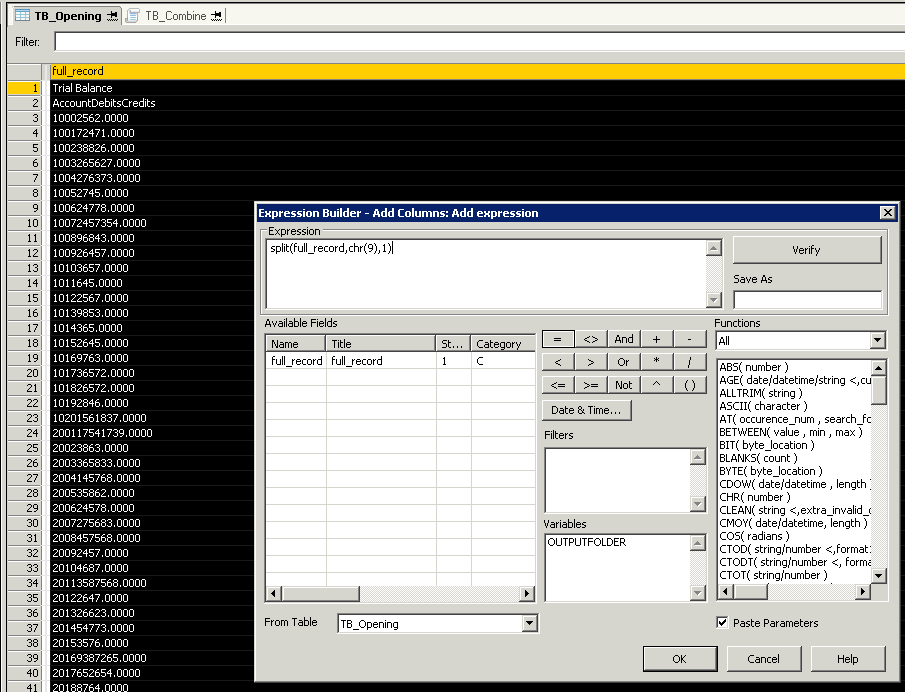 TB_Opening TB_Combine
Filter:
full_record
1 Trial Balance
2 AccountDebitsCredits
3 10002562.0000
4 100172471.0000
5 100238826.0000
6 1003265627.0000
7 1004276373.0000
8 10052745.0000
9 100624778.0000
10 10072457354.0000
11 100896843.0000
12 100926457.0000
13 10103657.0000
14 1011645.0000
15 10122567.0000
16 10139853.0000
17 1014365.0000
18 10152645.0000
19 10169763.0000
20 101736572.0000
21 101826572.0000
22 10192846.0000
23 10201561837.0000
24 200117541739.0000
25 20023863.0000
26 2003365833.0000
27 2004145768.0000
28 200535862.0000
29 200624578.0000
30 2007275683.0000
31 2008457568.0000
32 20092457.0000
33 20104687.0000
34 20113587568.0000
35 20122647.0000
36 201326623.0000
37 201454773.0000
38 20153576.0000
39 20169387265.0000
40 2017652654.0000
41 20188764.0000
Expression Builder - Add Columns: Add expression
Expression
split(full_record,chr(9),1)
Verify
Save As
Available Fields
Name Title St... Category
full_record full_record 1 C
= <> And + -
< > Or * /
<= >= Not ^ ( )
Date & Time...
Filters
Variables
OUTPUTFOLDER
Functions
All
ABS( number )
AGE( date/datetime/string <,cu
ALLTRIM( string )
ASCII( character )
AT( occurence_num , search_fo
BETWEEN( value , min , max )
BIT( byte_location )
BLANKS( count )
BYTE( byte_location )
CDOW( date/datetime , length )
CHR( number )
CLEAN( string <,extra_invalid_c
CMOY( date/datetime, length )
COS( radians )
CTOD( string/number <,format:
CTODT( string/number <, forma
CTOT( string/number )
From Table TB_Opening
Paste Parameters
OK Cancel Help